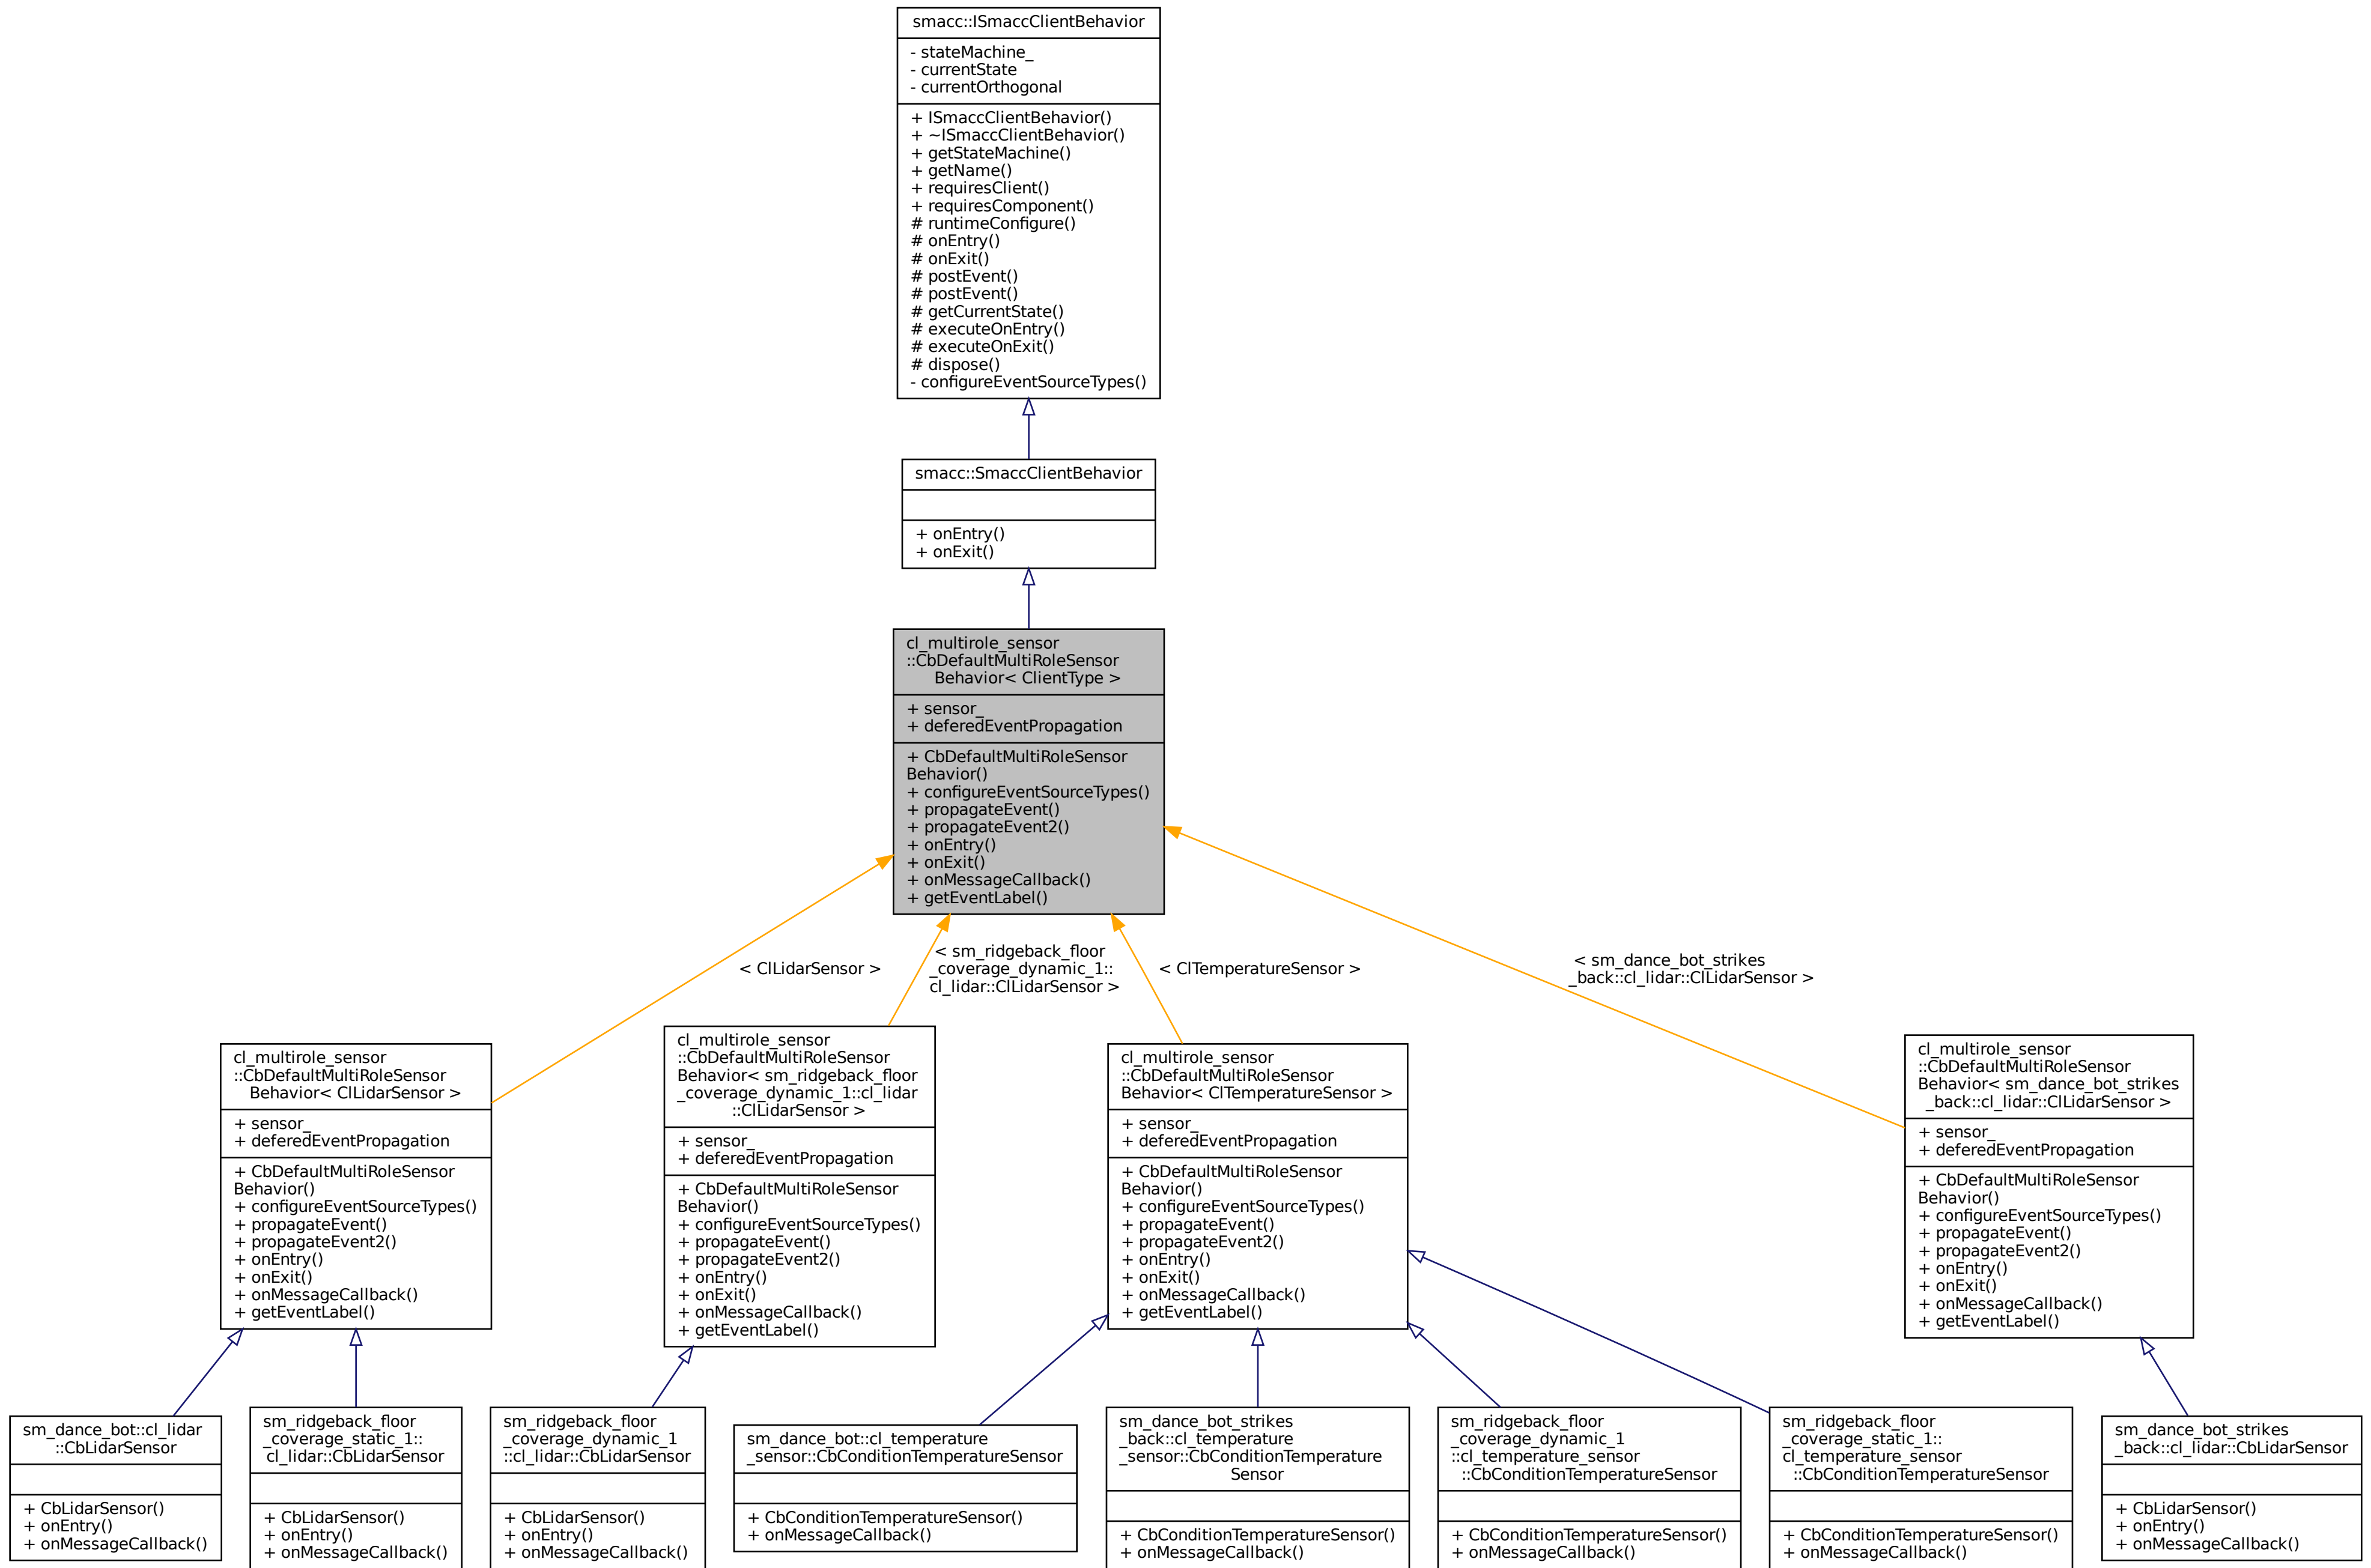 smacc::ISmaccClientBehavior
- stateMachine_
- currentState
- currentOrthogonal
+ ISmaccClientBehavior()
+ ~ISmaccClientBehavior()
+ getStateMachine()
+ getName()
+ requiresClient()
+ requiresComponent()
# runtimeConfigure()
# onEntry()
# onExit()
# postEvent()
# postEvent()
# getCurrentState()
# executeOnEntry()
# executeOnExit()
# dispose()
- configureEventSourceTypes()
smacc::SmaccClientBehavior
+ onEntry()
+ onExit()
cl_multirole_sensor
::CbDefaultMultiRoleSensor
Behavior< ClientType >
+ sensor_
+ deferedEventPropagation
+ CbDefaultMultiRoleSensor
Behavior()
+ configureEventSourceTypes()
+ propagateEvent()
+ propagateEvent2()
+ onEntry()
+ onExit()
+ onMessageCallback()
+ getEventLabel()
< ClLidarSensor >
< sm_ridgeback_floor
_coverage_dynamic_1::
cl_lidar::ClLidarSensor >
< ClTemperatureSensor >
< sm_dance_bot_strikes
_back::cl_lidar::ClLidarSensor >
cl_multirole_sensor
::CbDefaultMultiRoleSensor
Behavior< ClLidarSensor >
+ sensor_
+ deferedEventPropagation
+ CbDefaultMultiRoleSensor
Behavior()
+ configureEventSourceTypes()
+ propagateEvent()
+ propagateEvent2()
+ onEntry()
+ onExit()
+ onMessageCallback()
+ getEventLabel()
cl_multirole_sensor
::CbDefaultMultiRoleSensor
Behavior< sm_ridgeback_floor
_coverage_dynamic_1::cl_lidar
::ClLidarSensor >
+ sensor_
+ deferedEventPropagation
+ CbDefaultMultiRoleSensor
Behavior()
+ configureEventSourceTypes()
+ propagateEvent()
+ propagateEvent2()
+ onEntry()
+ onExit()
+ onMessageCallback()
+ getEventLabel()
cl_multirole_sensor
::CbDefaultMultiRoleSensor
Behavior< ClTemperatureSensor >
+ sensor_
+ deferedEventPropagation
+ CbDefaultMultiRoleSensor
Behavior()
+ configureEventSourceTypes()
+ propagateEvent()
+ propagateEvent2()
+ onEntry()
+ onExit()
+ onMessageCallback()
+ getEventLabel()
cl_multirole_sensor
::CbDefaultMultiRoleSensor
Behavior< sm_dance_bot_strikes
_back::cl_lidar::ClLidarSensor >
+ sensor_
+ deferedEventPropagation
+ CbDefaultMultiRoleSensor
Behavior()
+ configureEventSourceTypes()
+ propagateEvent()
+ propagateEvent2()
+ onEntry()
+ onExit()
+ onMessageCallback()
+ getEventLabel()
sm_dance_bot::cl_lidar
::CbLidarSensor
+ CbLidarSensor()
+ onEntry()
+ onMessageCallback()
sm_ridgeback_floor
_coverage_static_1::
cl_lidar::CbLidarSensor
+ CbLidarSensor()
+ onEntry()
+ onMessageCallback()
sm_ridgeback_floor
_coverage_dynamic_1
::cl_lidar::CbLidarSensor
+ CbLidarSensor()
+ onEntry()
+ onMessageCallback()
sm_dance_bot::cl_temperature
_sensor::CbConditionTemperatureSensor
+ CbConditionTemperatureSensor()
+ onMessageCallback()
sm_dance_bot_strikes
_back::cl_temperature
_sensor::CbConditionTemperature
Sensor
+ CbConditionTemperatureSensor()
+ onMessageCallback()
sm_ridgeback_floor
_coverage_dynamic_1
::cl_temperature_sensor
::CbConditionTemperatureSensor
+ CbConditionTemperatureSensor()
+ onMessageCallback()
sm_ridgeback_floor
_coverage_static_1::
cl_temperature_sensor
::CbConditionTemperatureSensor
+ CbConditionTemperatureSensor()
+ onMessageCallback()
sm_dance_bot_strikes
_back::cl_lidar::CbLidarSensor
+ CbLidarSensor()
+ onEntry()
+ onMessageCallback()